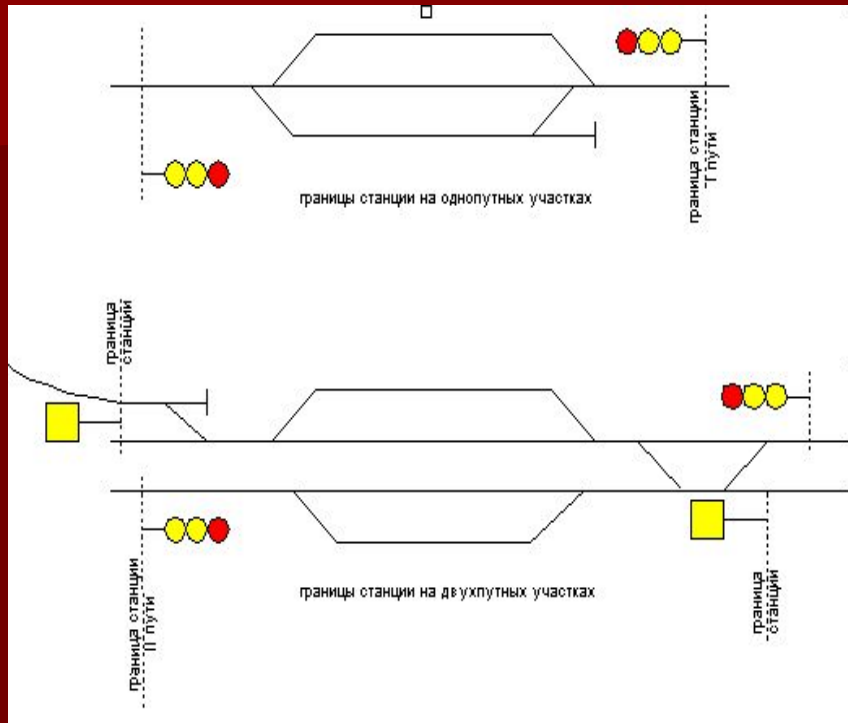 граница станции
I пути
границы станции на однопутных участках
граница
станции
граница станции
II пути
границы станции на двухпутных участках
граница
станции